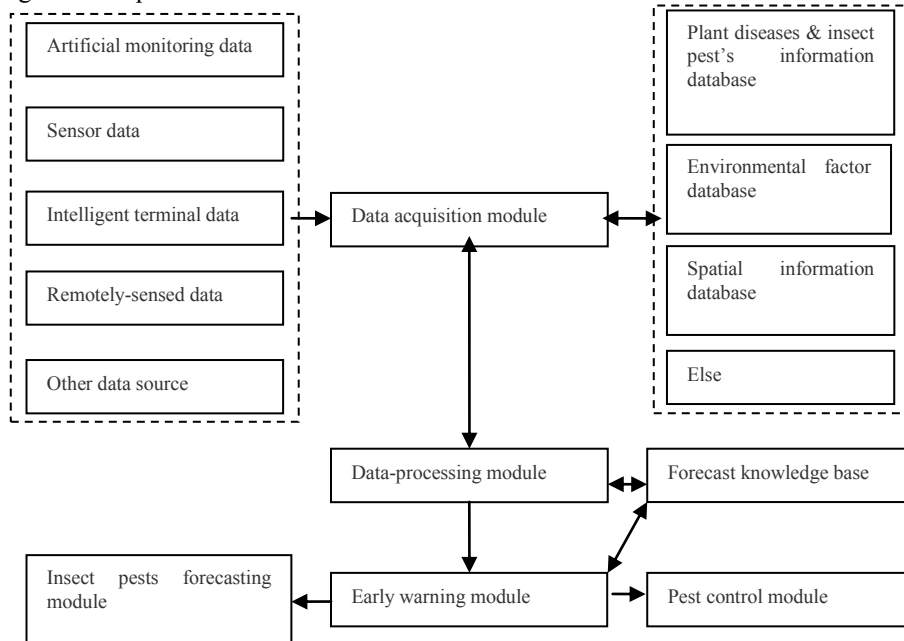 Artificial monitoring data
Sensor data
Intelligent terminal data
Remotely-sensed data
Other data source
Data acquisition module
Plant diseases & insect
pest's information
database
Environmental factor
database
Spatial information
database
Else
Data-processing module
Forecast knowledge base
Insect pests forecasting
module
Early warning module
Pest control module